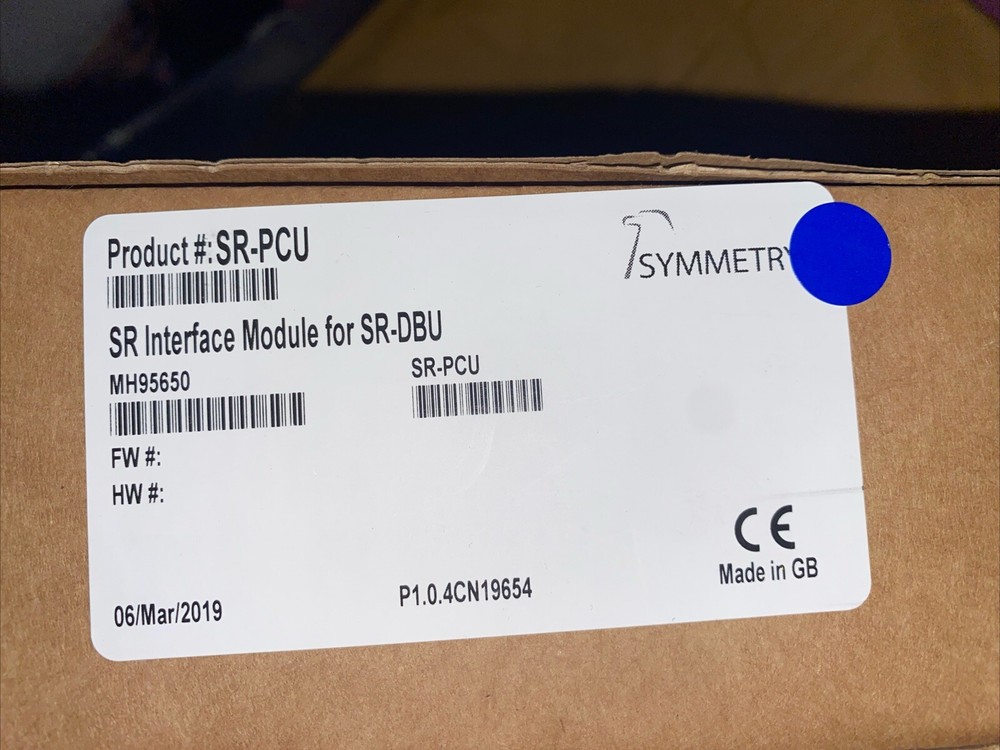 Product #: SR-PCU
SYMMETRY
SR Interface Module for SR-DBU
MH95650
SR-PCU
FW #:
HW #:
CE
Made in GB
06/Mar/2019
P1.0.4CN19654